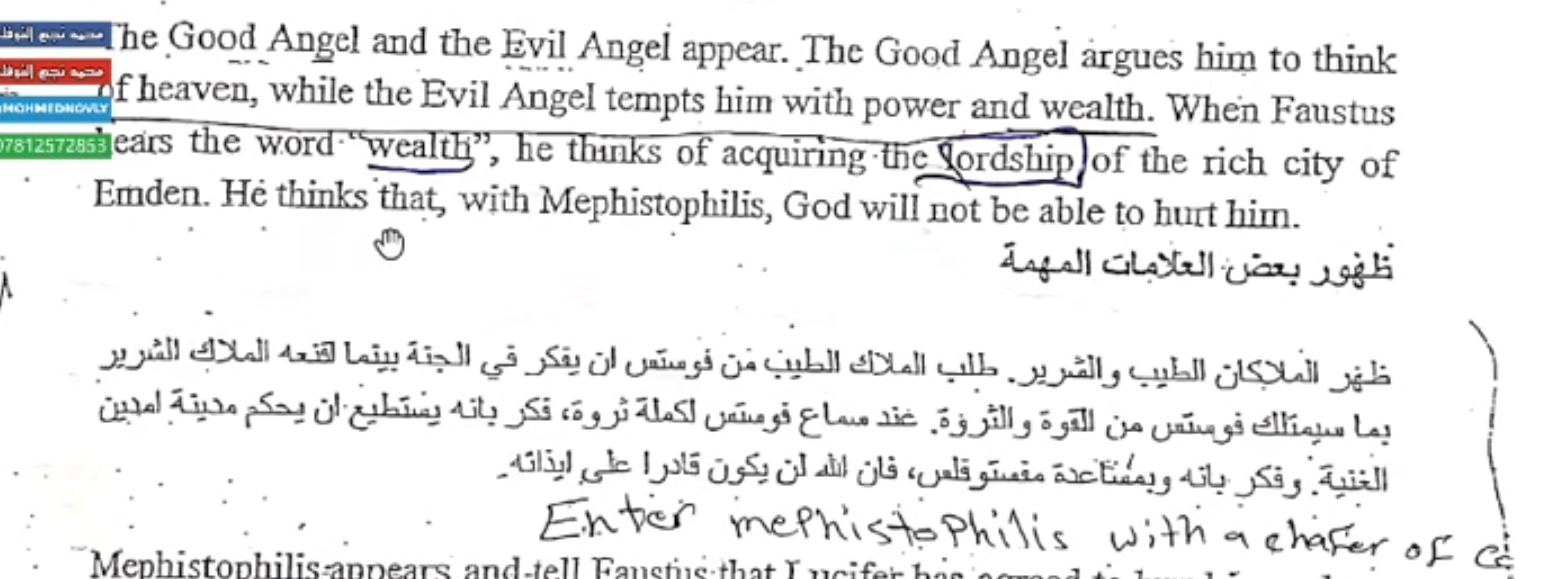 محمد نجم النوفلي
The Good Angel and the Evil Angel appear. The Good Angel argues him to think
محمد نجم النوفلي
MOHMEDNOVLY
of heaven, while the Evil Angel tempts him with power and wealth. When Faustus
07812572853
ears the word "wealth", he thinks of acquiring the lordship of the rich city of
Emden. He thinks that, with Mephistophilis, God will not be able to hurt him.
ظهور بعض العلامات المهمة
ظهر الملاكان الطيب والشرير. طلب الملاك الطيب من فوستس ان يفكر في الجنة بينما اقنعه الملاك الشرير
بما سيمتلك فوستس من القوة والثروة. عند سماع فوستس لكملة ثروة، فكر بانه يستطيع ان يحكم مدينة امدين
الغنية. وفكر بانه وبمساعدة مفستوفلس، فان الله لن يكون قادرا على ايذائه.
Enter mephistophilis with a chafer of
Mephistophilis appears and tell Faustus that Lucifer has agreed to